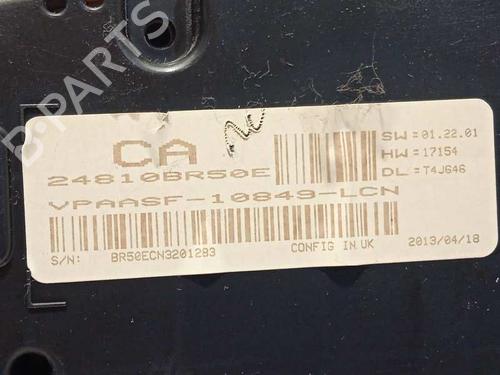 B-PARTS
CA
24810BR50E
VPAASF-10849-LCN
S/N: BR50ECN3201283
CONFIG IN.UK
SW=01.22.01
HW=17154
DL=T4J646
2013/04/18